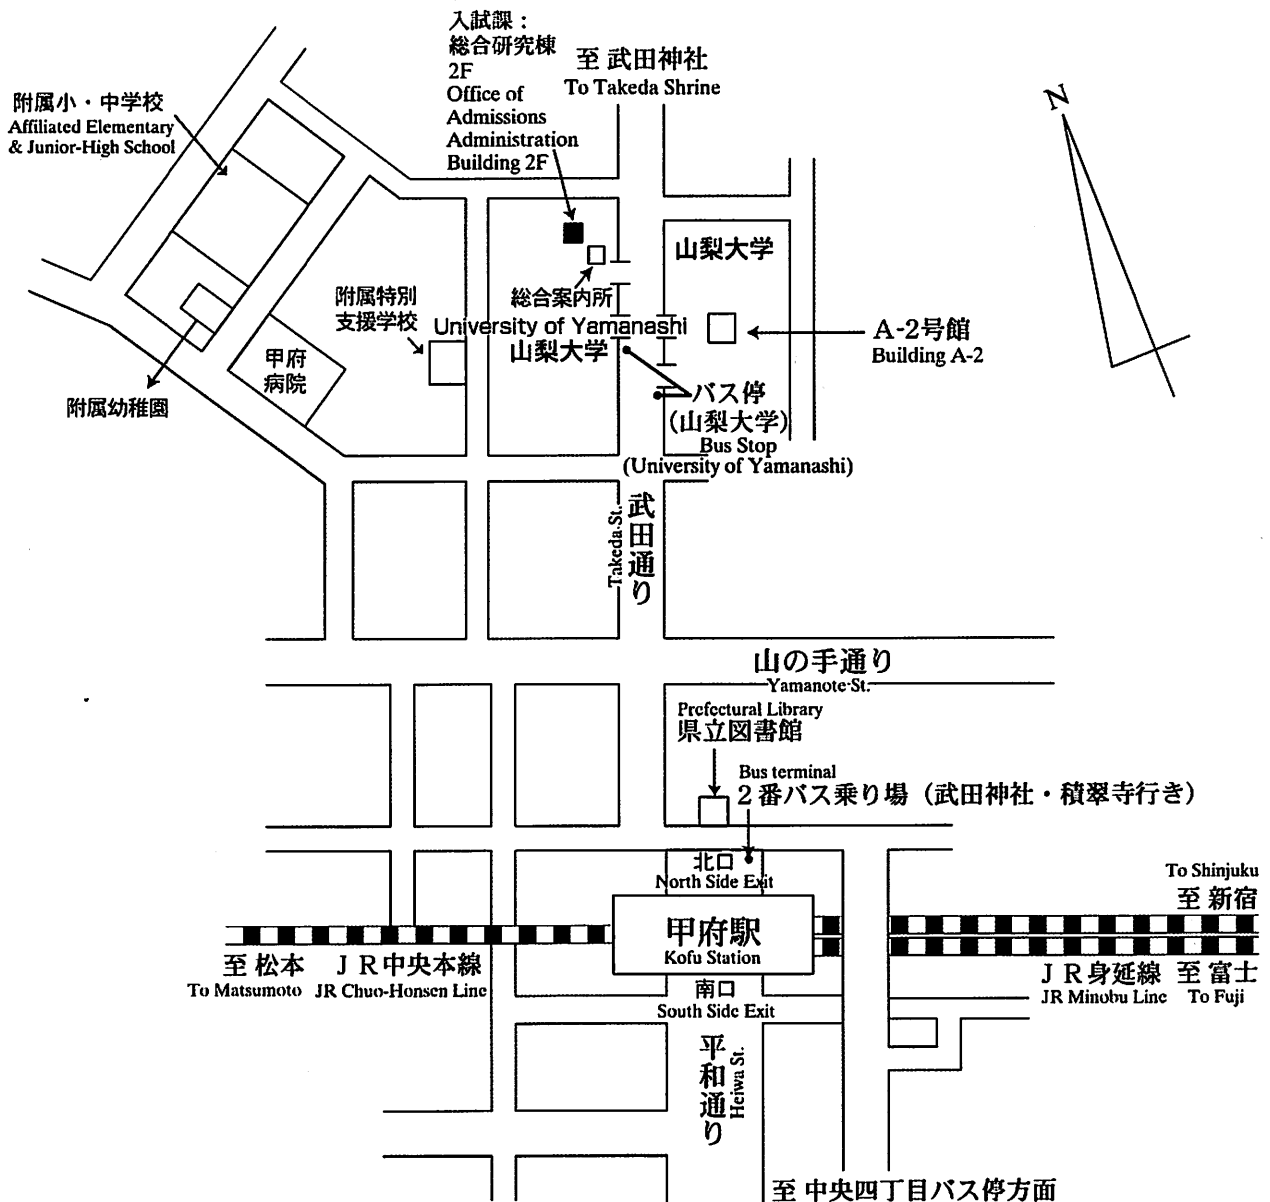 入試課：
総合研究棟
2F
Office of
Admissions
Administration
Building 2F
至 武田神社
To Takeda Shrine
N
附属小・中学校
Affiliated Elementary
& Junior-High School
山梨大学
附属特別
支援学校
総合案内所
University of Yamanashi
山梨大学
A-2号館
Building A-2
甲府
病院
附属幼稚園
バス停
(山梨大学)
Bus Stop
(University of Yamanashi)
武田通り
Takeda St.
山の手通り
Yamanote St.
Prefectural Library
県立図書館
Bus terminal
２番バス乗り場（武田神社・積翠寺行き）
北口
North Side Exit
To Shinjuku
至 新宿
甲府駅
Kofu Station
至 松本
To Matsumoto
ＪＲ中央本線
JR Chuo-Honsen Line
ＪＲ身延線
JR Minobu Line
至 富士
To Fuji
南口
South Side Exit
平和通り
Heiwa St.
至 中央四丁目バス停方面